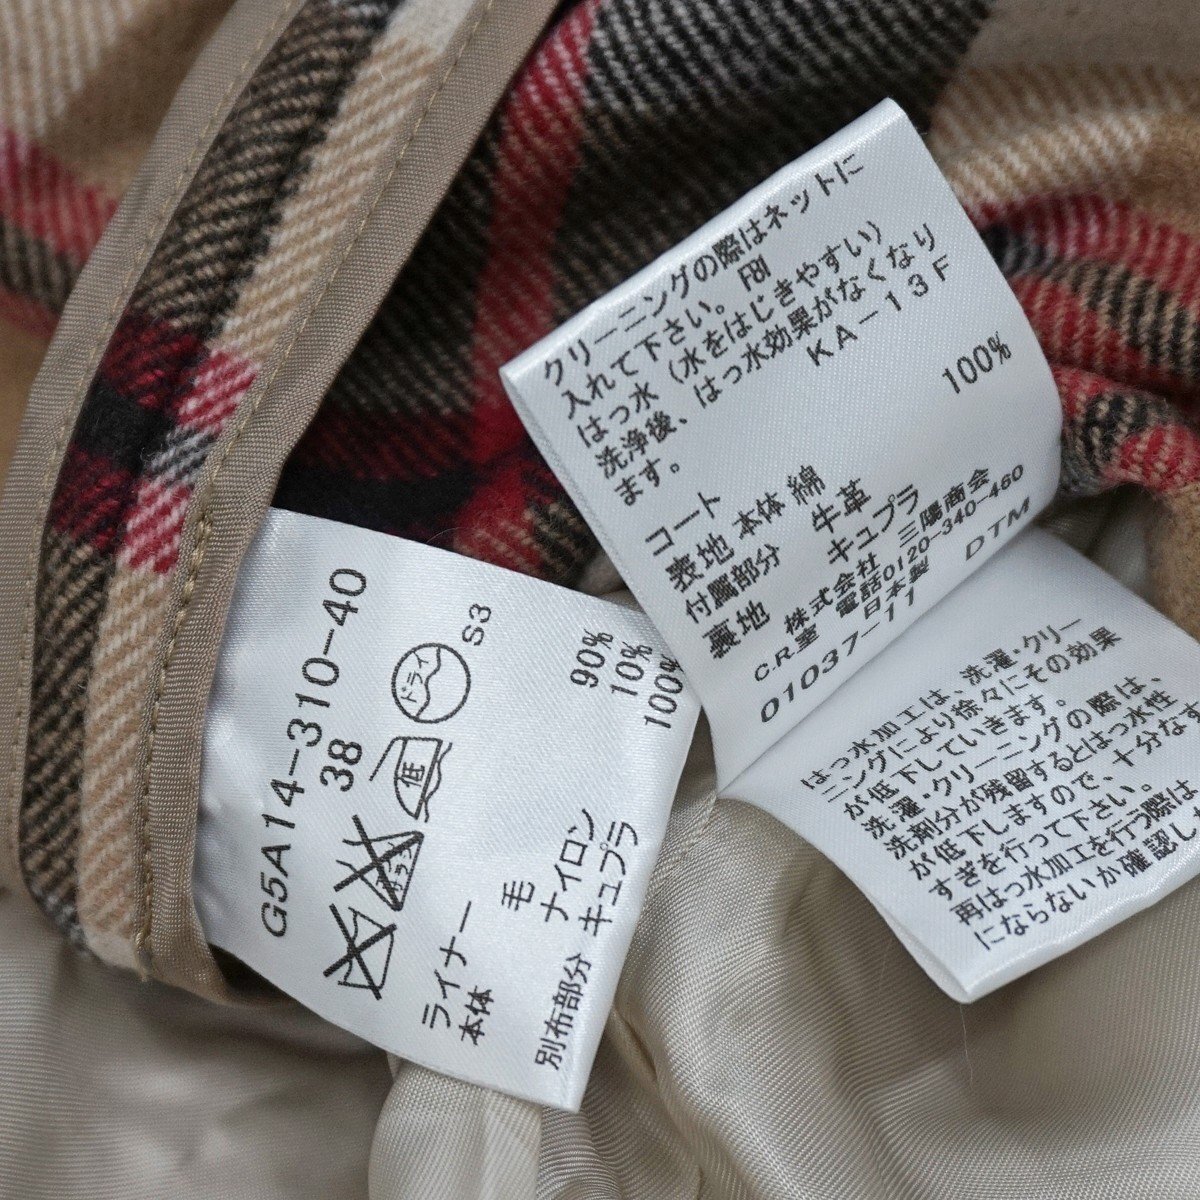 G5A14-310-40
38
ドライ
S3
低
エンソサラシ
ライナー
本体
毛 90%
ナイロン 10%
別布部分 キュプラ 100%
クリーニングの際はネットに
入れて下さい。FBI
はっ水（水をはじきやすい）
洗浄後、はっ水効果がなくなり
ます。 KA-13F
コート
表地 本体 綿 100%
付属部分 牛革
裏地 キュプラ
株式会社 三陽商会
C.R室 電話0120-340-460
日本製
01037-11 DTM
はっ水加工は、洗濯・クリー
ニングにより徐々にその効果
が低下していきます。
洗濯・クリーニングの際は、
洗剤分が残留するとはっ水性
が低下しますので、十分なす
すぎを行って下さい。
再はっ水加工を行う際は
にならないか確認し